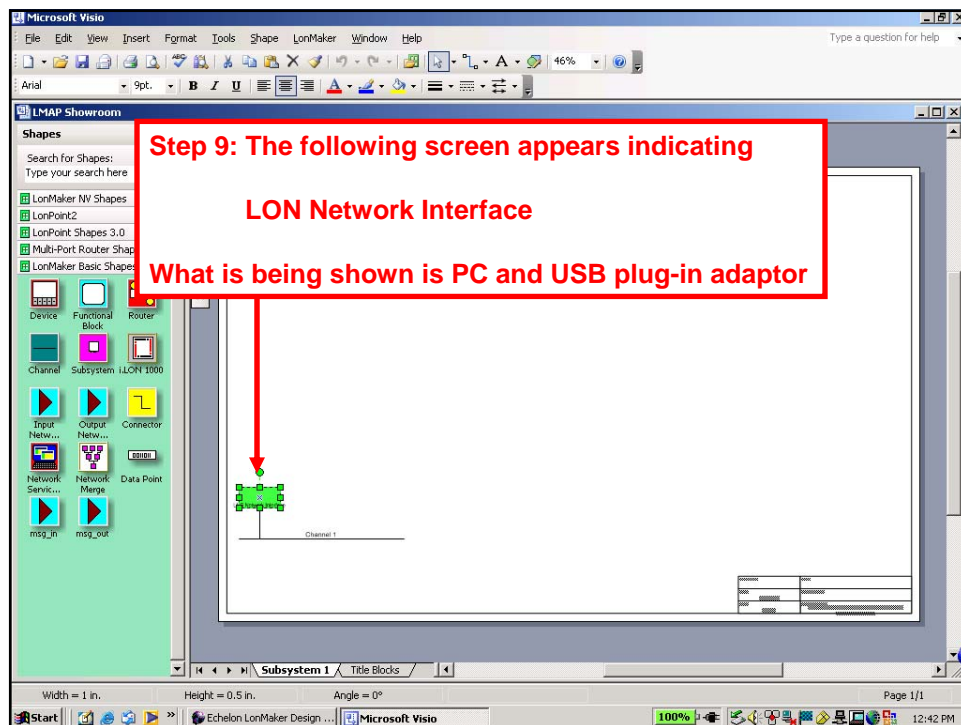 Microsoft Visio
File Edit View Insert Format Tools Shape LonMaker Window Help
Type a question for help
46%
Arial 9pt. B I U A
LMAP Showroom
Shapes
Search for Shapes:
Type your search here
LonMaker NV Shapes
LonPoint2
LonPoint Shapes 3.0
Multi-Port Router Shap
LonMaker Basic Shapes
Step 9: The following screen appears indicating
LON Network Interface
What is being shown is PC and USB plug-in adaptor
Device Functional Block Router
Channel Subsystem i.LON 1000
Input Netw... Output Netw... Connector
Network Servic... Network Merge Data Point
msg_in msg_out
Channel 1
Subsystem 1 Title Blocks
Width = 1 in. Height = 0.5 in. Angle = 0° Page 1/1
Start » Echelon LonMaker Design ... Microsoft Visio 100% 12:42 PM